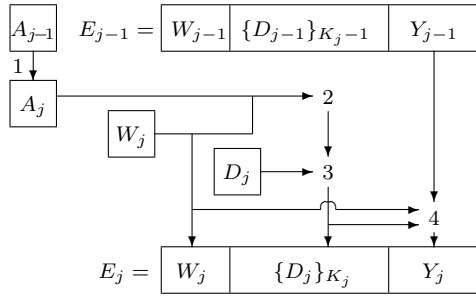 A_{j-1} E_{j-1} = W_{j-1} {D_{j-1}}_{K_j-1} Y_{j-1}
1
A_j 2
W_j
D_j 3
4
E_j = W_j {D_j}_{K_j} Y_j